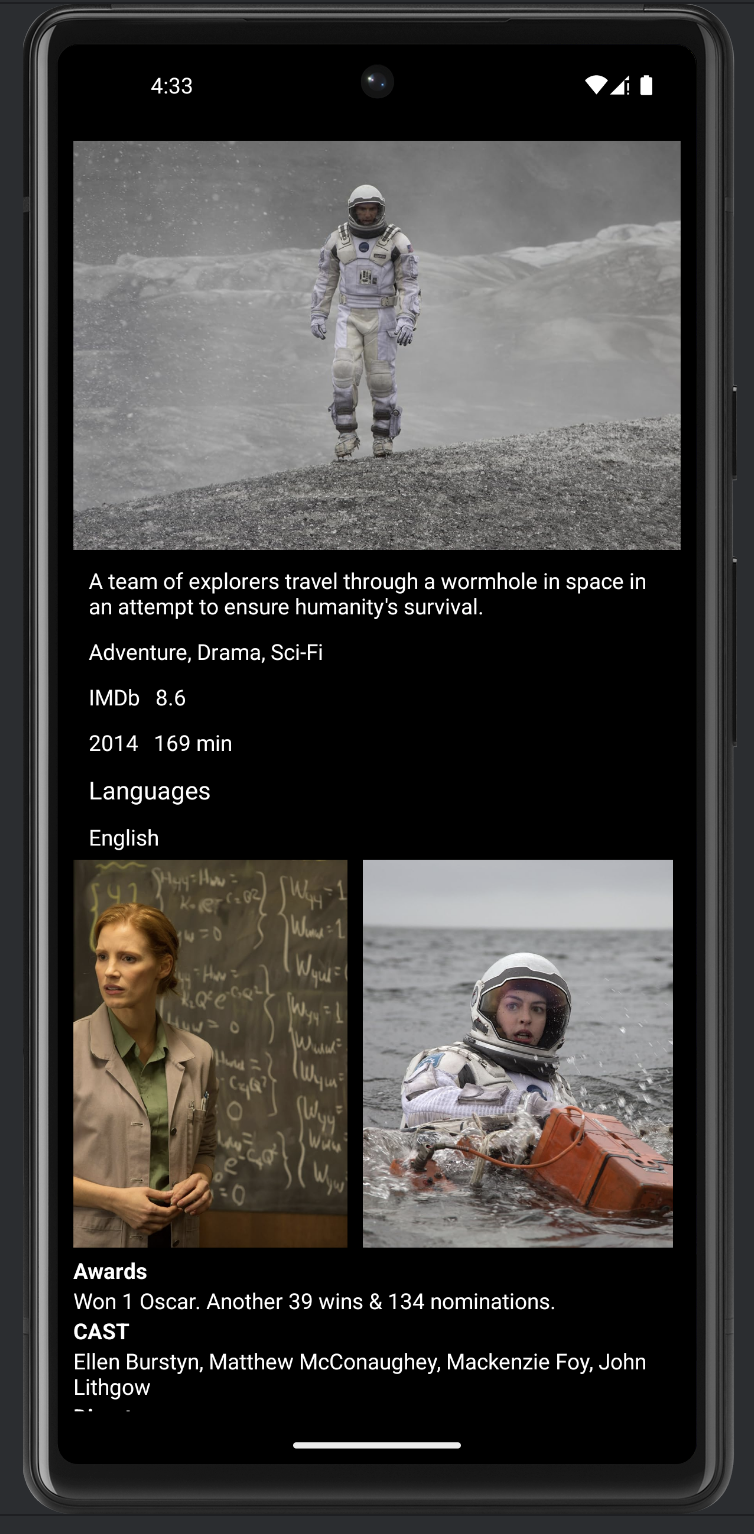 4:33
A team of explorers travel through a wormhole in space in
an attempt to ensure humanity's survival.
Adventure, Drama, Sci-Fi
IMDb 8.6
2014 169 min
Languages
English
Awards
Won 1 Oscar. Another 39 wins & 134 nominations.
CAST
Ellen Burstyn, Matthew McConaughey, Mackenzie Foy, John
Lithgow